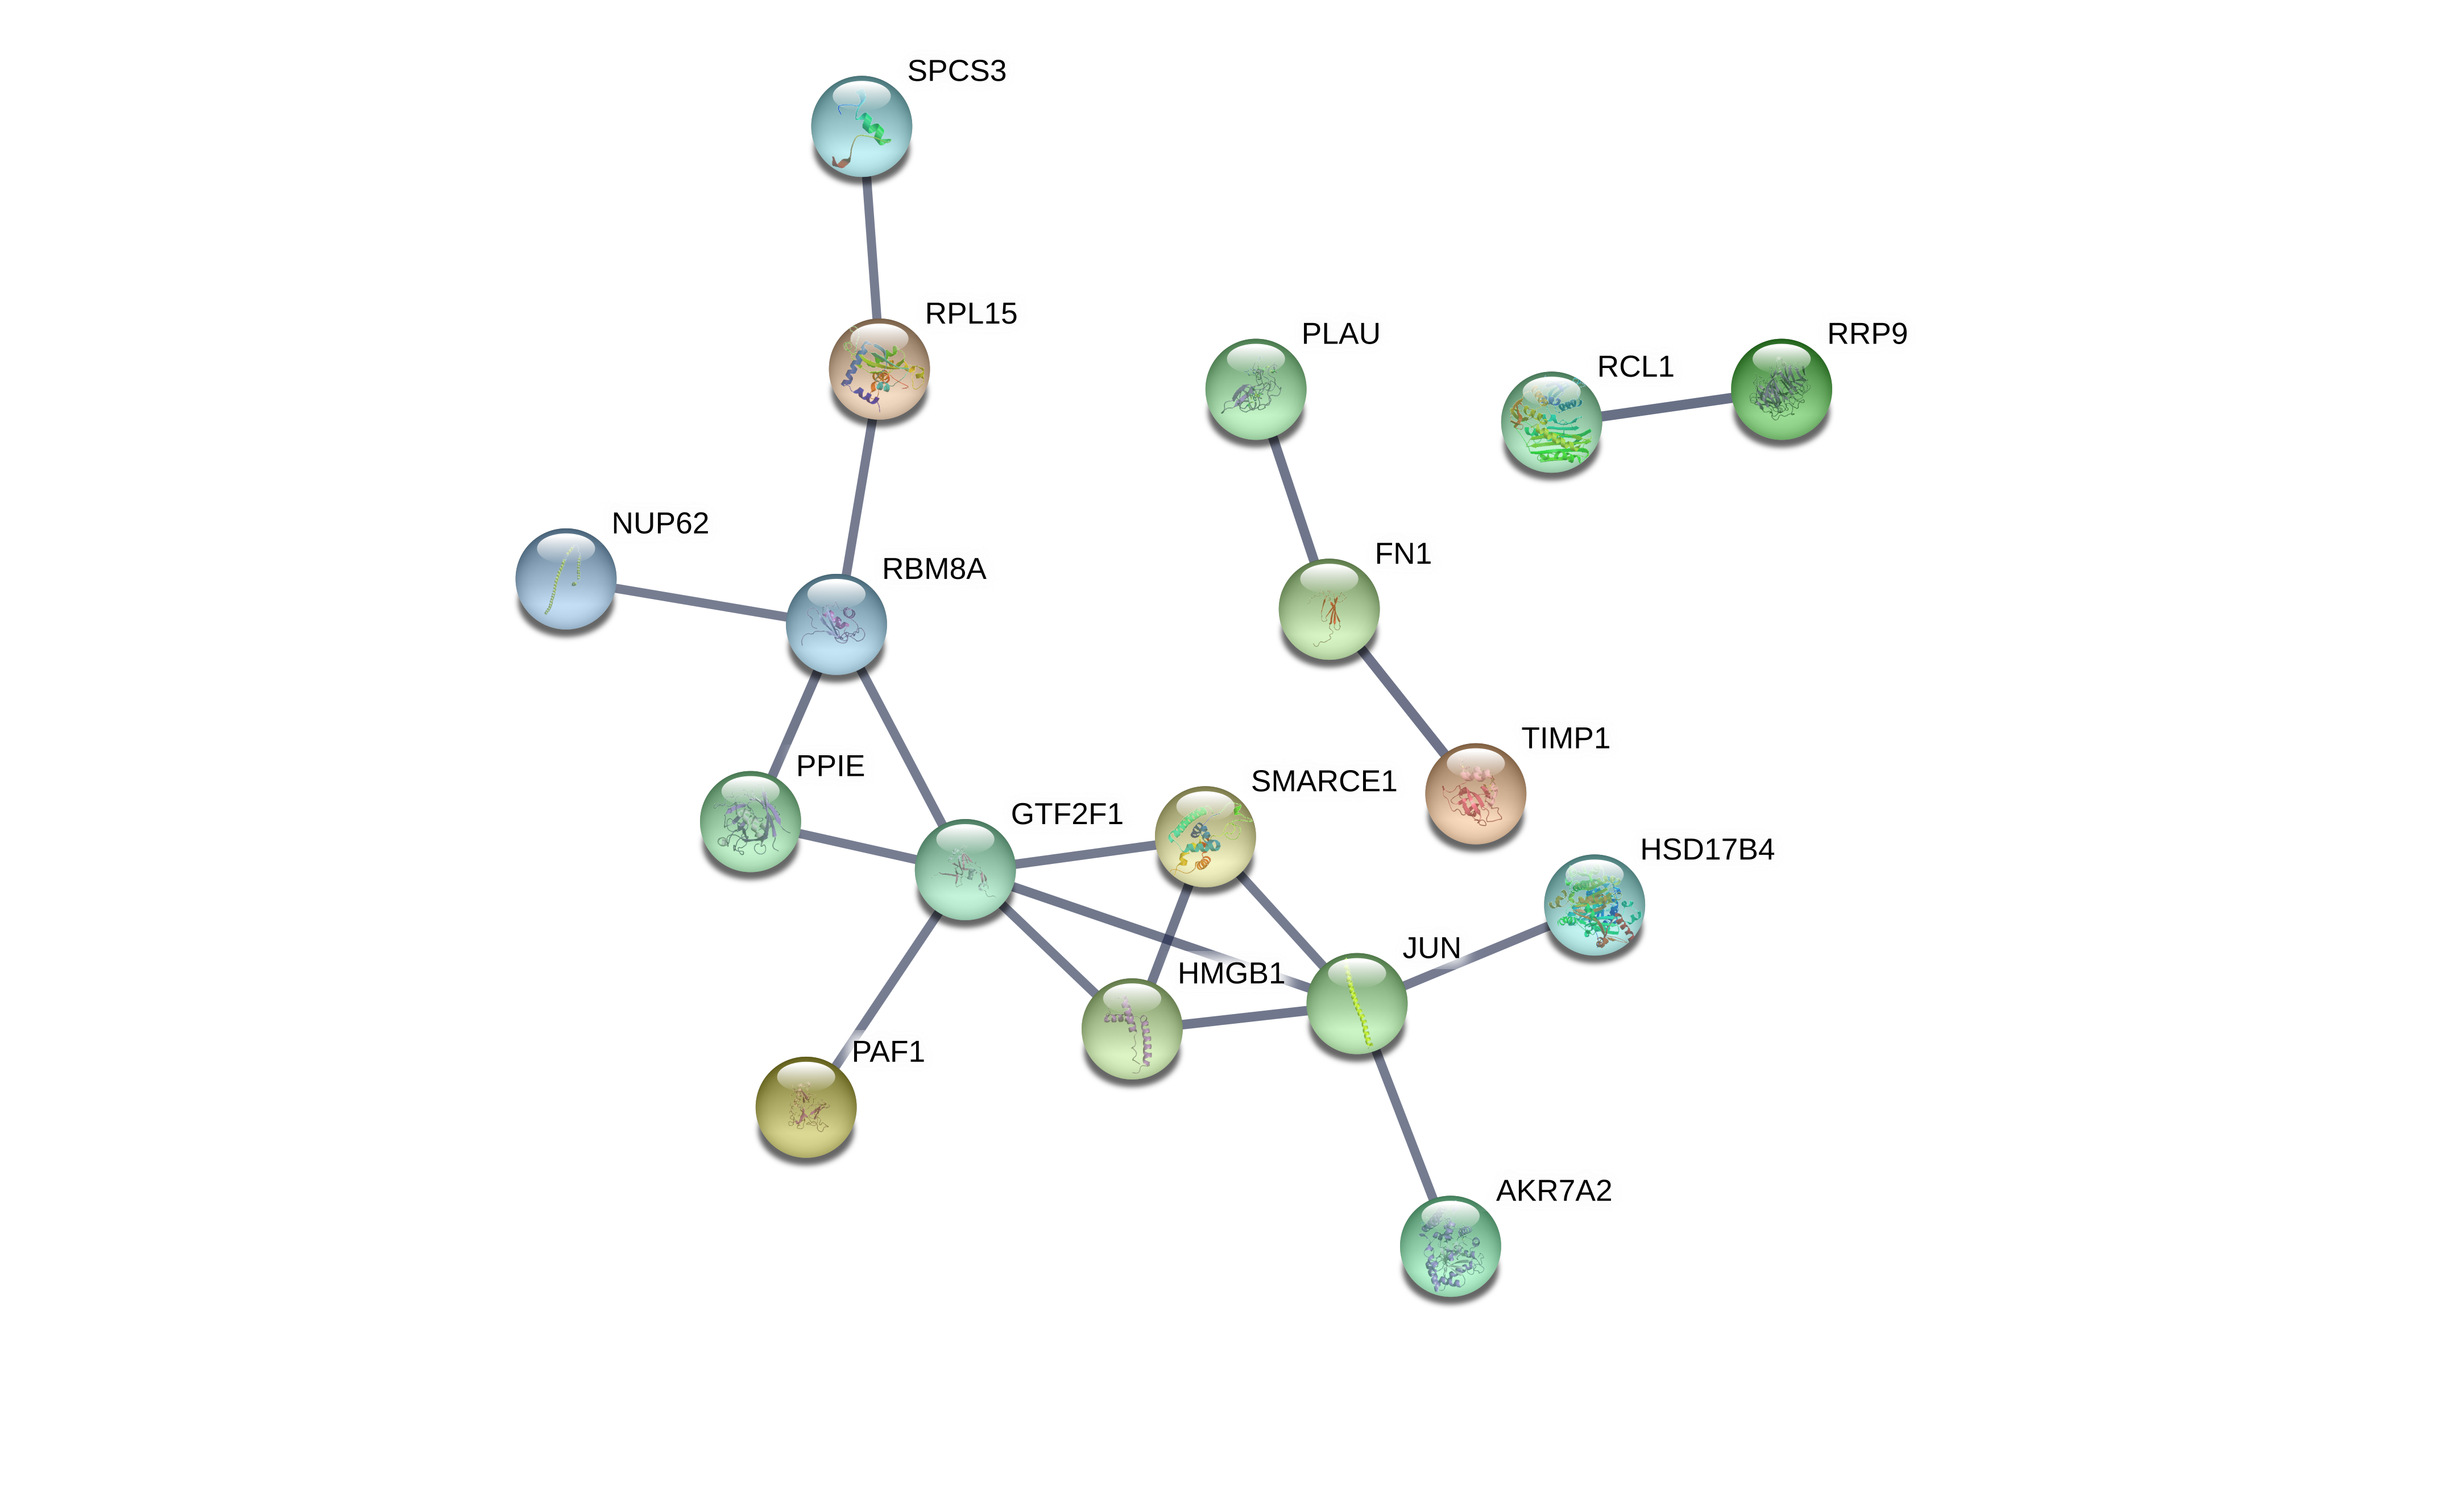 SPCS3
RPL15
PLAU
RRP9
RCL1
NUP62
FN1
RBM8A
TIMP1
PPIE
SMARCE1
GTF2F1
HSD17B4
JUN
HMGB1
PAF1
AKR7A2